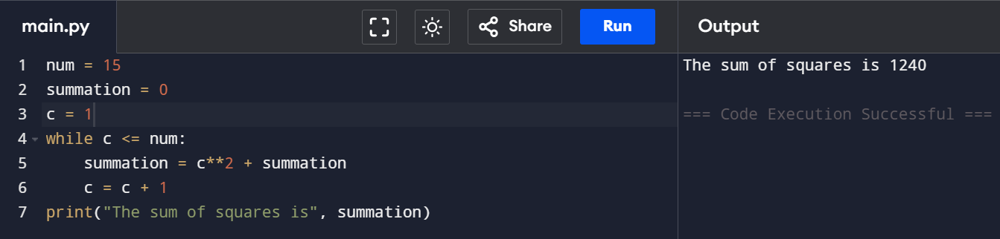 main.py Share Run Output
1 num = 15
2 summation = 0
3 c = 1
4 while c <= num:
5     summation = c**2 + summation
6     c = c + 1
7 print("The sum of squares is", summation)
The sum of squares is 1240
=== Code Execution Successful ===